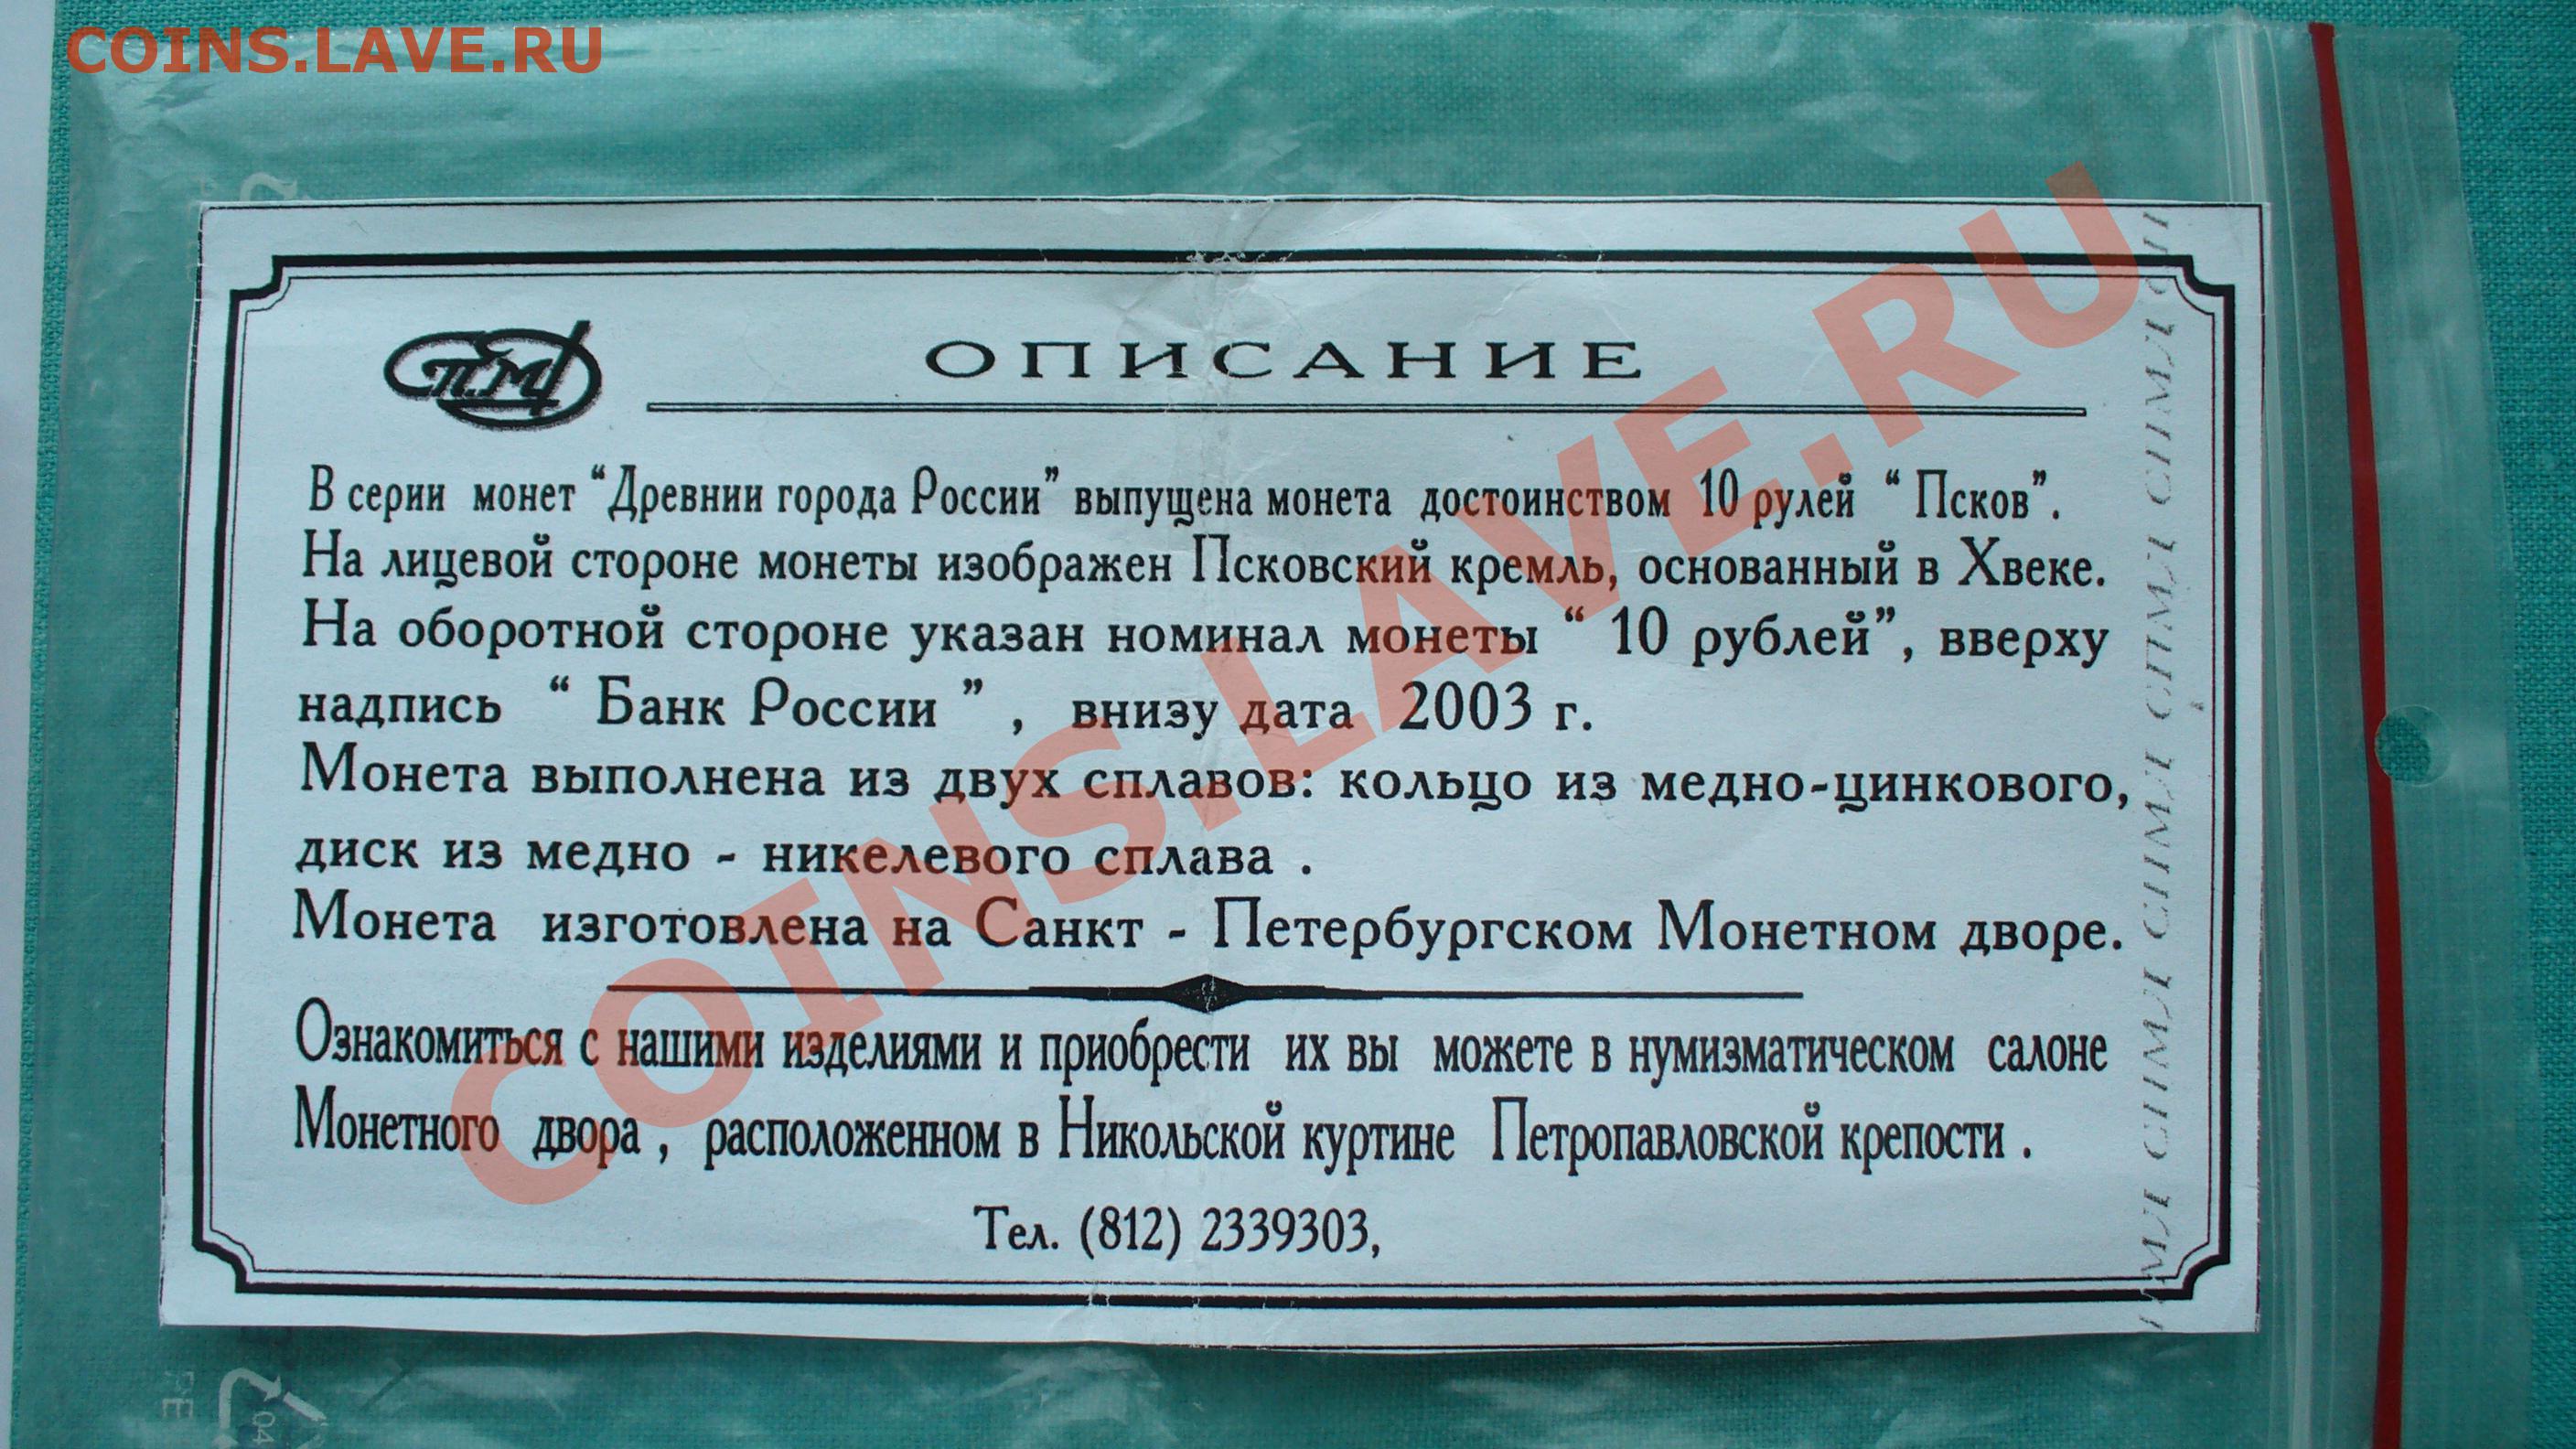 COINS.LAVE.RU
СПМД
ОПИСАНИЕ
В серии монет “Древнии города России” выпущена монета достоинством 10 рулей “ Псков”.
На лицевой стороне монеты изображен Псковский кремль, основанный в Xвеке.
На оборотной стороне указан номинал монеты “ 10 рублей”, вверху
надпись “ Банк России ” , внизу дата 2003 г.
Монета выполнена из двух сплавов: кольцо из медно-цинкового,
диск из медно - никелевого сплава .
Монета изготовлена на Санкт - Петербургском Монетном дворе.
Ознакомиться с нашими изделиями и приобрести их вы можете в нумизматическом салоне
Монетного двора , расположенном в Никольской куртине Петропавловской крепости .
Тел. (812) 2339303,
COINS.LAVE.RU
04